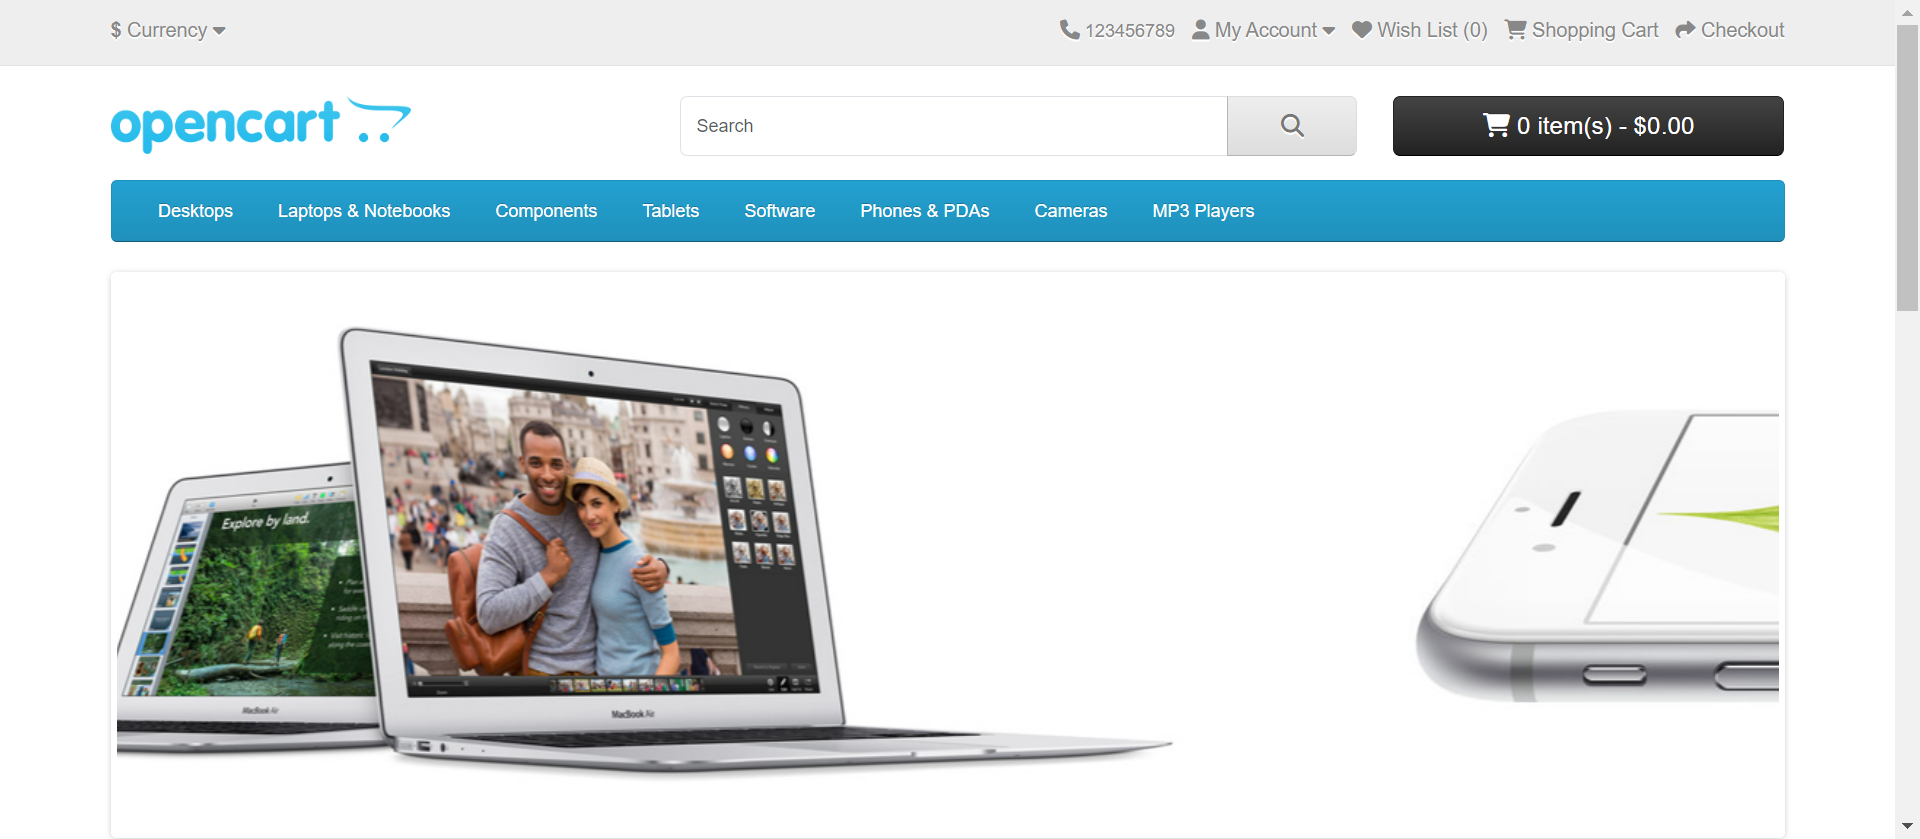 $ Currency
123456789 My Account Wish List (0) Shopping Cart Checkout
opencart
Search
0 item(s) - $0.00
Desktops Laptops & Notebooks Components Tablets Software Phones & PDAs Cameras MP3 Players
Explore by land.
MacBook Air
MacBook Air